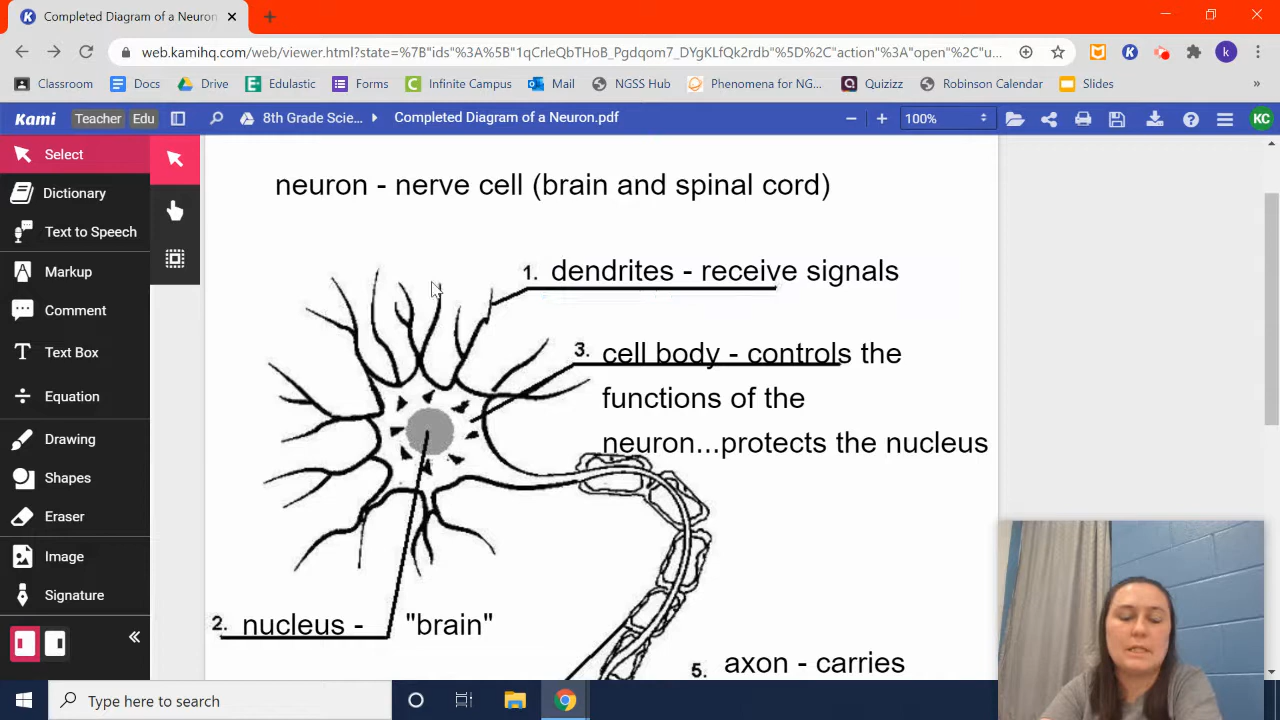 Completed Diagram of a Neuron
web.kamihq.com/web/viewer.html?state=%7B"ids"%3A%5B"1qCrleQbTHoB_Pgdqom7_DYgKLfQk2rdb"%5D%2C"action"%3A"open"%2C"u...
Classroom Docs Drive Edulastic Forms Infinite Campus Mail NGSS Hub Phenomena for NG... Quizizz Robinson Calendar Slides »
Kami Teacher Edu 8th Grade Scie... Completed Diagram of a Neuron.pdf 100% KC
Select
Dictionary
Text to Speech
Markup
Comment
Text Box
Equation
Drawing
Shapes
Eraser
Image
Signature
neuron - nerve cell (brain and spinal cord)
1. dendrites - receive signals
3. cell body - controls the
functions of the
neuron...protects the nucleus
2. nucleus - "brain"
5. axon - carries
Type here to search